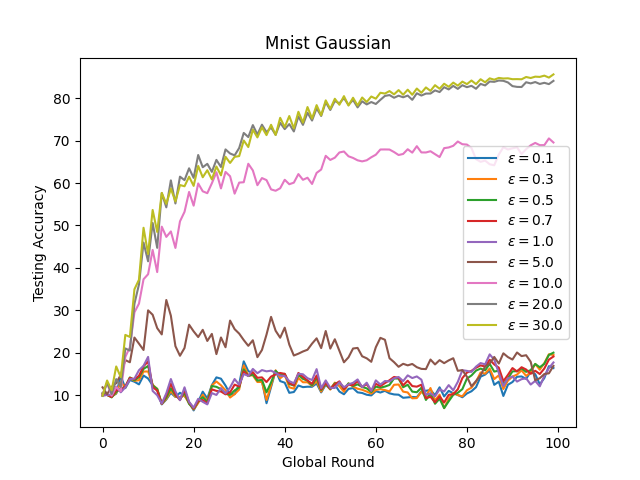 Mnist Gaussian
Testing Accuracy
80
70
60
50
40
30
20
10
0
20
40
60
80
100
Global Round
ε = 0.1
ε = 0.3
ε = 0.5
ε = 0.7
ε = 1.0
ε = 5.0
ε = 10.0
ε = 20.0
ε = 30.0